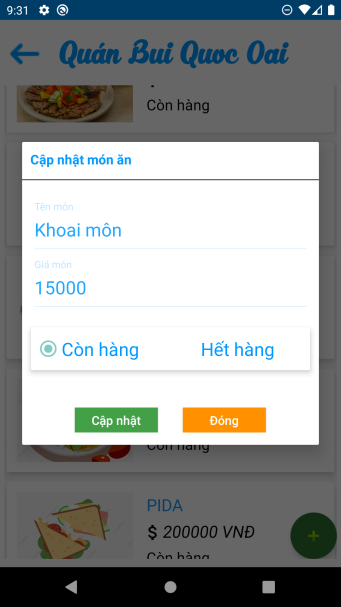 9:31
Quán Bui Quoc Oai
Còn hàng
Cập nhật món ăn
Tên món
Khoai môn
Giá món
15000
Còn hàng
Hết hàng
Cập nhật
Đóng
Còn hàng
PIDA
$ 200000 VNĐ
+
Còn hàng